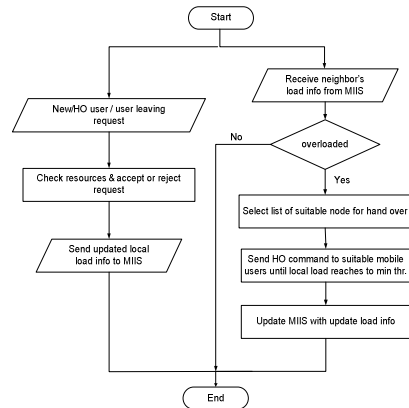 Start
Receive neighbor's
load info from MIIS
New/HO user / user leaving
request
No
overloaded
Yes
Check resources & accept or reject
request
Select list of suitable node for hand over
Send updated local
load info to MIIS
Send HO command to suitable mobile
users until local load reaches to min thr.
Update MIIS with update load info
End